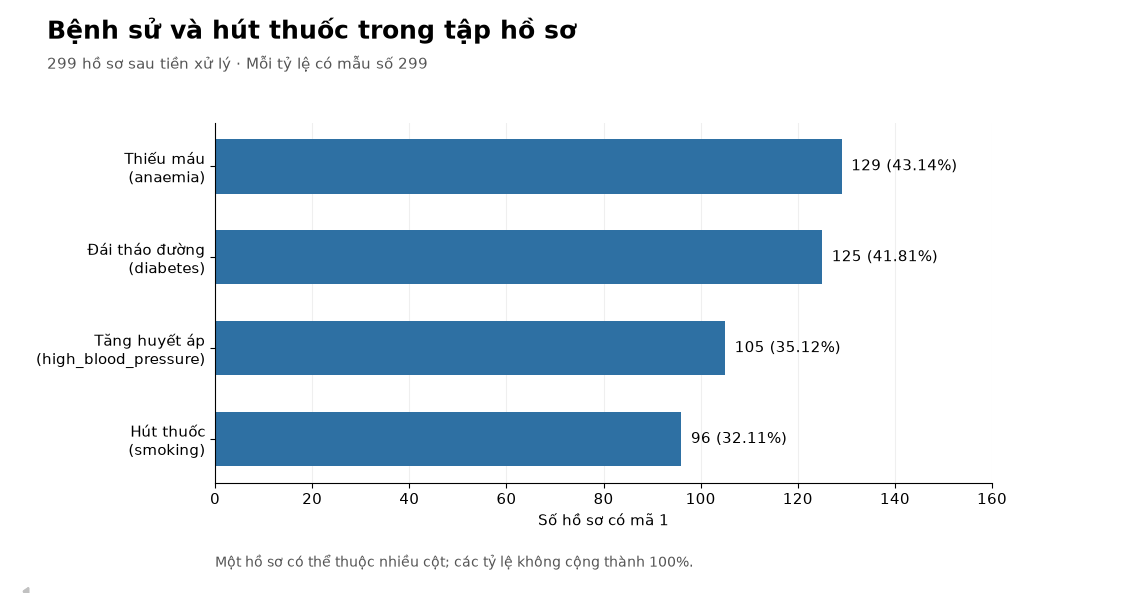 Bệnh sử và hút thuốc trong tập hồ sơ
299 hồ sơ sau tiền xử lý · Mỗi tỷ lệ có mẫu số 299
Thiếu máu
(anaemia)
129 (43.14%)
Đái tháo đường
(diabetes)
125 (41.81%)
Tăng huyết áp
(high_blood_pressure)
105 (35.12%)
Hút thuốc
(smoking)
96 (32.11%)
0 20 40 60 80 100 120 140 160
Số hồ sơ có mã 1
Một hồ sơ có thể thuộc nhiều cột; các tỷ lệ không cộng thành 100%.